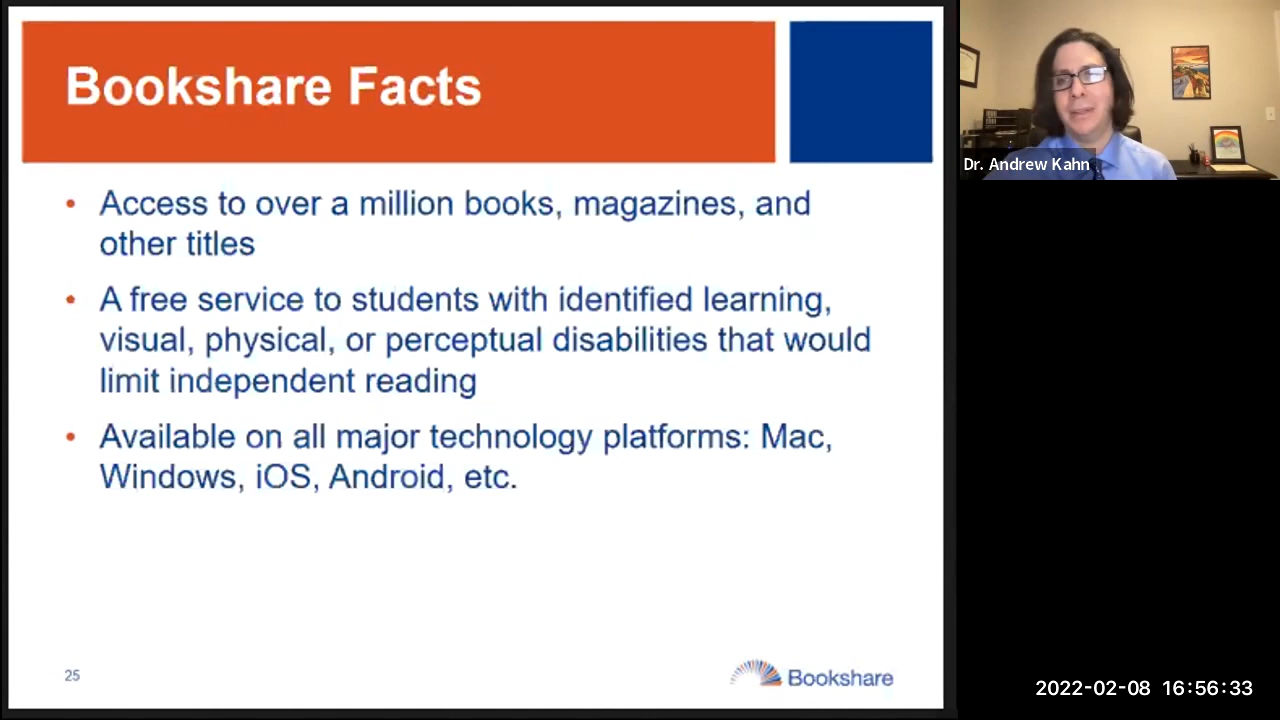 Bookshare Facts
• Access to over a million books, magazines, and
other titles
• A free service to students with identified learning,
visual, physical, or perceptual disabilities that would
limit independent reading
• Available on all major technology platforms: Mac,
Windows, iOS, Android, etc.
25
Bookshare
Dr. Andrew Kahn
2022-02-08 16:56:33